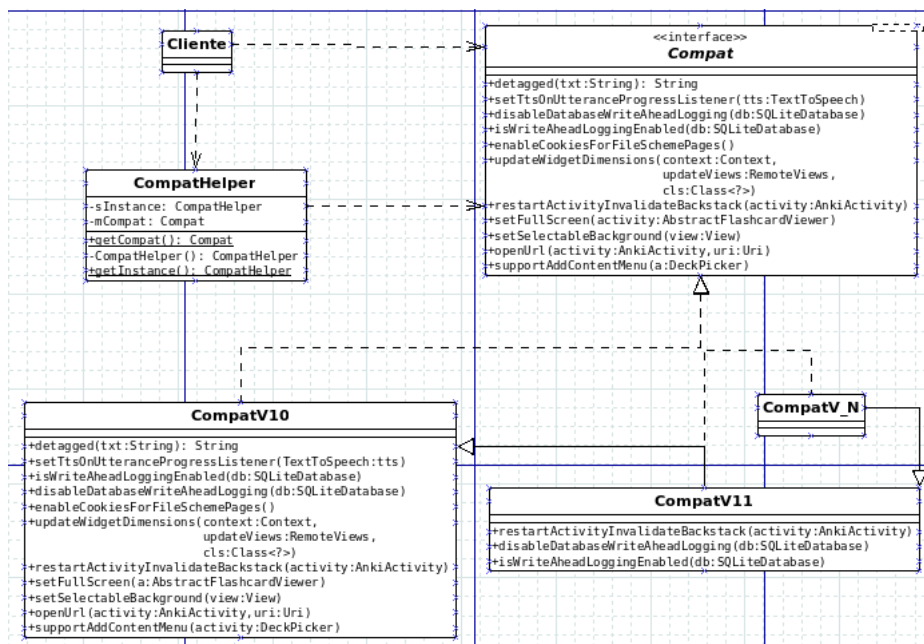 Cliente
<<interface>>
Compat
+detagged(txt:String): String
+setTtsOnUtteranceProgressListener(tts:TextToSpeech)
+disableDatabaseWriteAheadLogging(db:SQLiteDatabase)
+isWriteAheadLoggingEnabled(db:SQLiteDatabase)
+enableCookiesForFileSchemePages()
+updateWidgetDimensions(context:Context,
updateViews:RemoteViews,
cls:Class<?>)
+restartActivityInvalidateBackstack(activity:AnkiActivity)
+setFullScreen(activity:AbstractFlashcardViewer)
+setSelectableBackground(view:View)
+openUrl(activity:AnkiActivity,uri:Uri)
+supportAddContentMenu(a:DeckPicker)
CompatHelper
-sInstance: CompatHelper
-mCompat: Compat
+getCompat(): Compat
-CompatHelper(): CompatHelper
+getInstance(): CompatHelper
CompatV10
+detagged(txt:String): String
+setTtsOnUtteranceProgressListener(TextToSpeech:tts)
+isWriteAheadLoggingEnabled(db:SQLiteDatabase)
+disableDatabaseWriteAheadLogging(db:SQLiteDatabase)
+enableCookiesForFileSchemePages()
+updateWidgetDimensions(context:Context,
updateViews:RemoteViews,
cls:Class<?>)
+restartActivityInvalidateBackstack(activity:AnkiActivity)
+setFullScreen(a:AbstractFlashcardViewer)
+setSelectableBackground(view:View)
+openUrl(activity:AnkiActivity,uri:Uri)
+supportAddContentMenu(activity:DeckPicker)
CompatV_N
CompatV11
+restartActivityInvalidateBackstack(activity:AnkiActivity)
+disableDatabaseWriteAheadLogging(db:SQLiteDatabase)
+isWriteAheadLoggingEnabled(db:SQLiteDatabase)